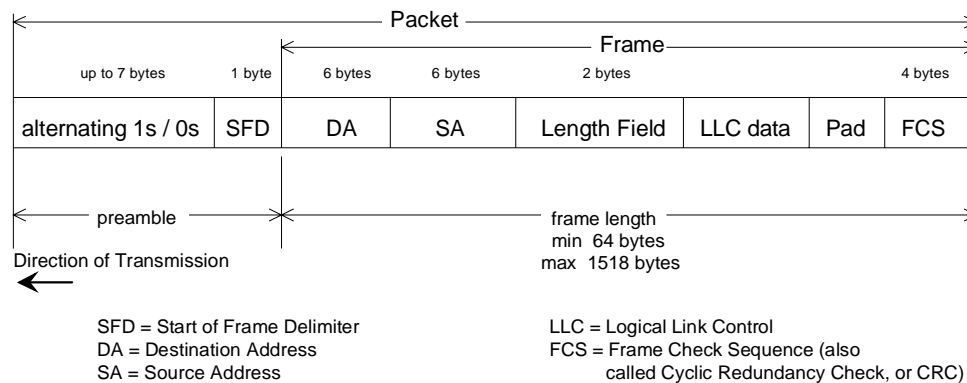 Packet
Frame
up to 7 bytes 1 byte 6 bytes 6 bytes 2 bytes 4 bytes
alternating 1s / 0s SFD DA SA Length Field LLC data Pad FCS
preamble frame length
min 64 bytes
max 1518 bytes
Direction of Transmission
SFD = Start of Frame Delimiter
DA = Destination Address
SA = Source Address
LLC = Logical Link Control
FCS = Frame Check Sequence (also
called Cyclic Redundancy Check, or CRC)